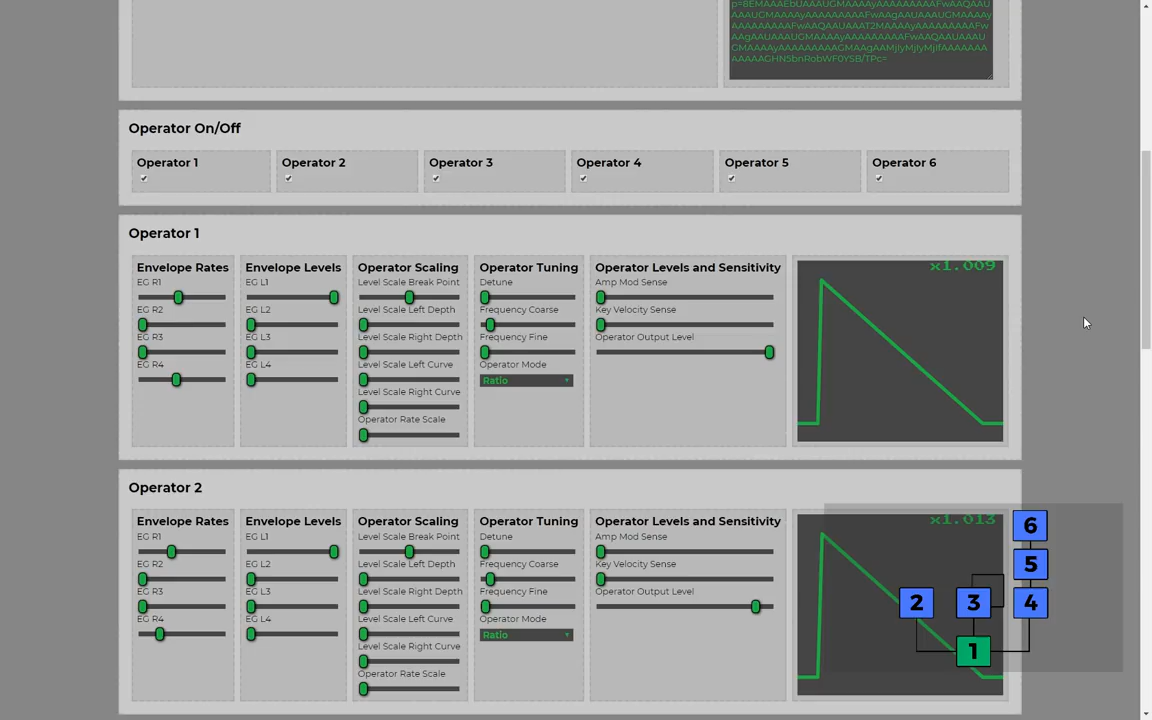 UAAAUGMAAAAyAAAAAAAAAFwAAgAAUAAAUGMAAAAy
AAAAAAAAAFwAAQAAUAAAT2MAAAAyAAAAAAAAAFw
AAgAAUAAAUGMAAAAyAAAAAAAAAFwAAQAAUAAAU
Operator On/Off
Operator 1
Operator 2
Operator 3
Operator 4
Operator 5
Operator 6
Operator 1
Envelope Rates
EG R1
EG R2
EG R3
EG R4
Envelope Levels
EG L1
EG L2
EG L3
EG L4
Operator Scaling
Level Scale Break Point
Level Scale Left Depth
Level Scale Right Depth
Level Scale Left Curve
Level Scale Right Curve
Operator Rate Scale
Operator Tuning
Detune
Frequency Coarse
Frequency Fine
Operator Mode
Ratio
Operator Levels and Sensitivity
Amp Mod Sense
Key Velocity Sense
Operator Output Level
x1.009
Operator 2
Envelope Rates
EG R1
EG R2
EG R3
EG R4
Envelope Levels
EG L1
EG L2
EG L3
EG L4
Operator Scaling
Level Scale Break Point
Level Scale Left Depth
Level Scale Right Depth
Level Scale Left Curve
Level Scale Right Curve
Operator Rate Scale
Operator Tuning
Detune
Frequency Coarse
Frequency Fine
Operator Mode
Ratio
Operator Levels and Sensitivity
Amp Mod Sense
Key Velocity Sense
Operator Output Level
x1.013
6
5
2
3
4
1